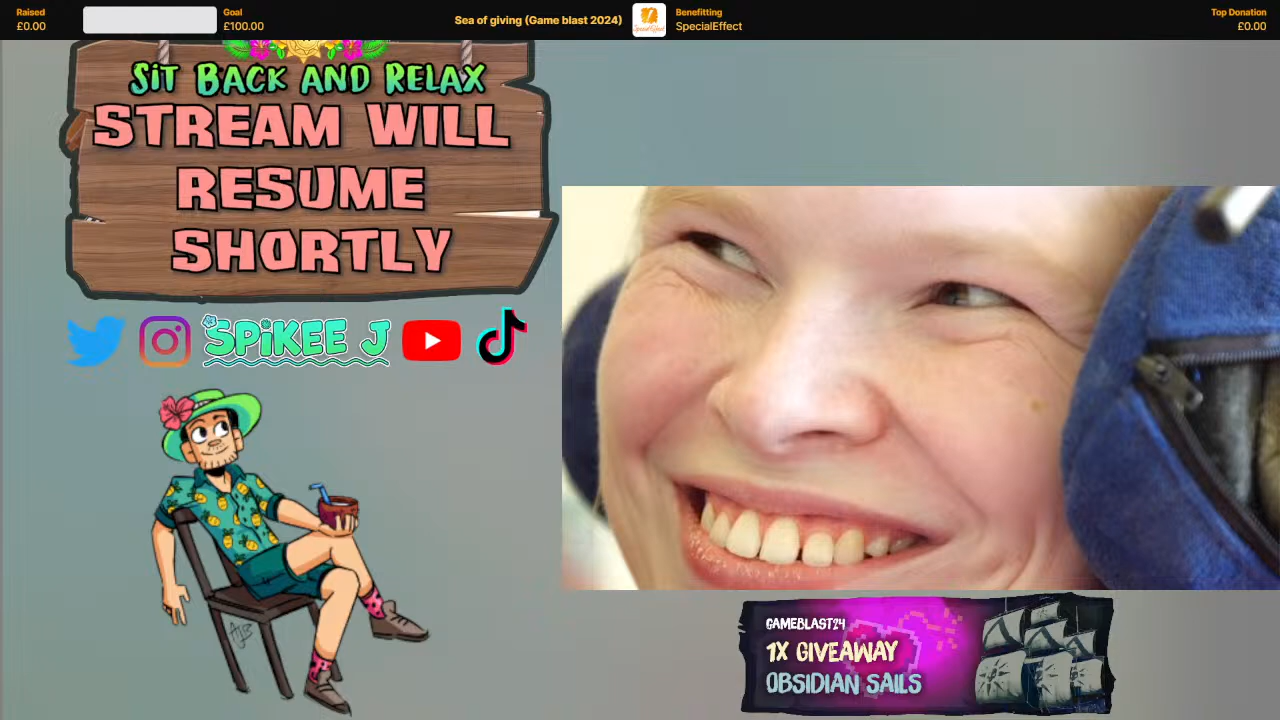 Raised
£0.00
Goal
£100.00
Sea of giving (Game blast 2024)
SpecialEffect
Benefitting
SpecialEffect
Top Donation
£0.00
SiT BACK AND RELAX
STREAM WILL
RESUME
SHORTLY
SPiKEE J
GAMEBLAST24
1X GIVEAWAY
OBSIDIAN SAILS